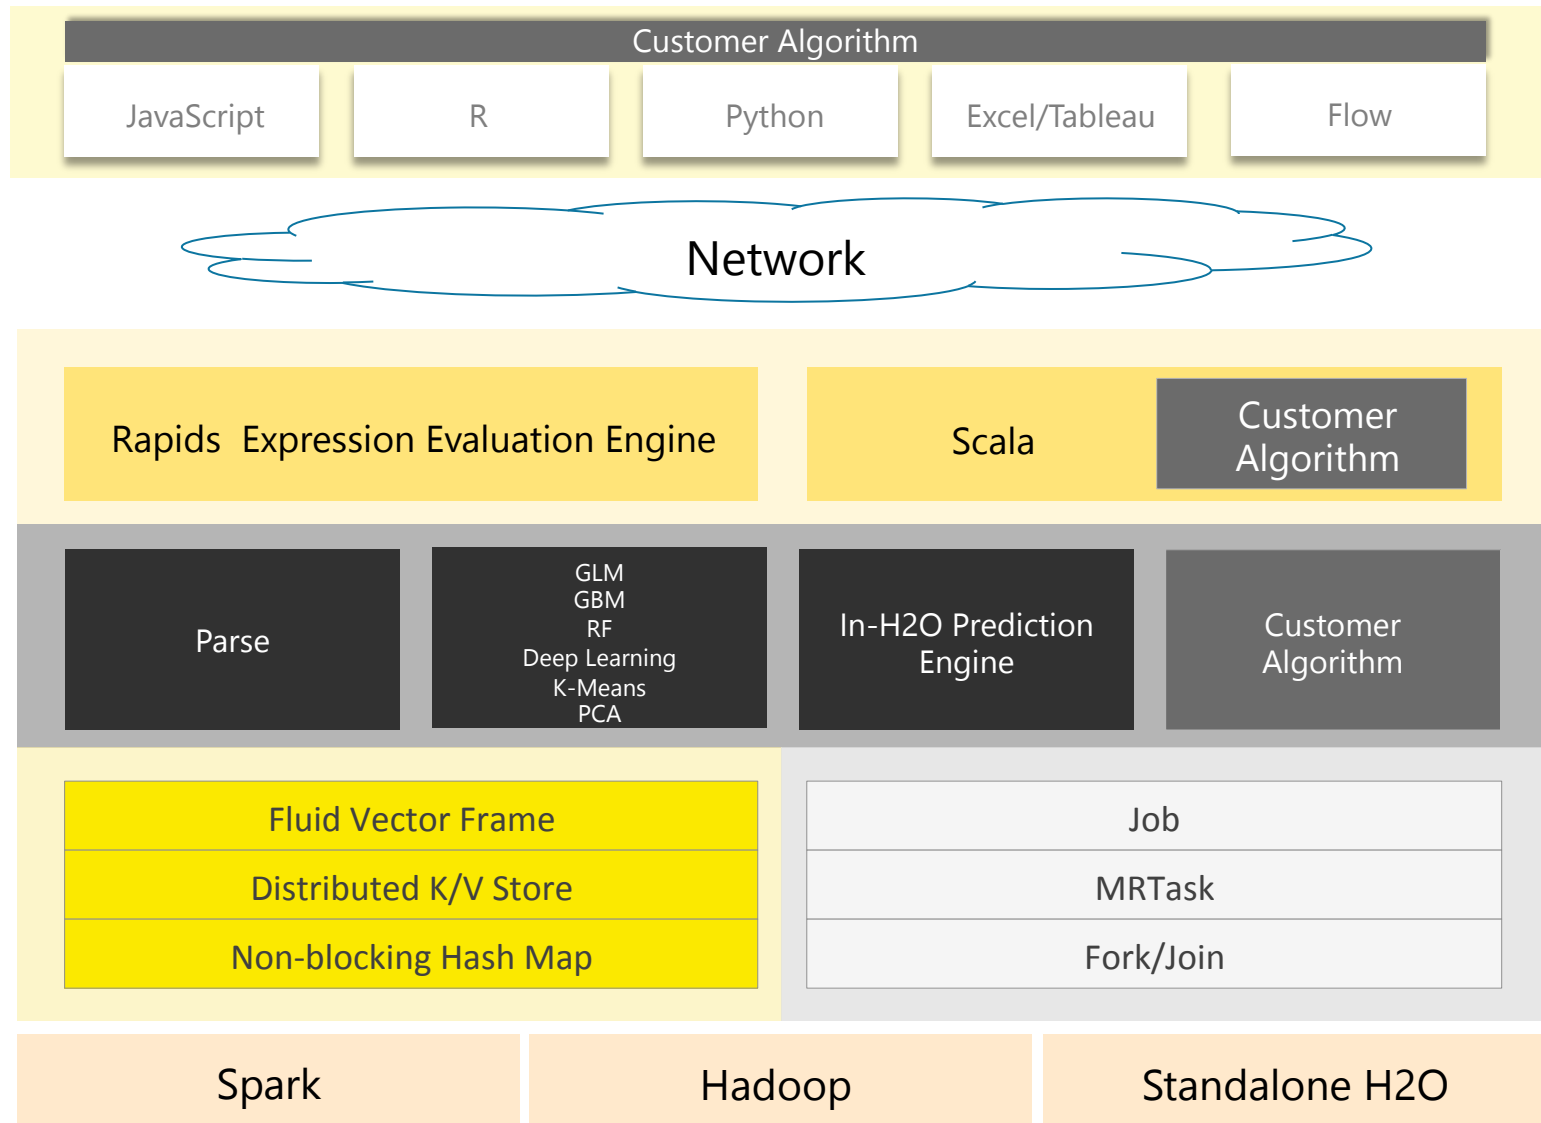 Customer Algorithm
JavaScript
R
Python
Excel/Tableau
Flow
Network
Rapids Expression Evaluation Engine
Scala
Customer
Algorithm
Parse
GLM
GBM
RF
Deep Learning
K-Means
PCA
In-H2O Prediction
Engine
Customer
Algorithm
Fluid Vector Frame
Distributed K/V Store
Non-blocking Hash Map
Job
MRTask
Fork/Join
Spark
Hadoop
Standalone H2O